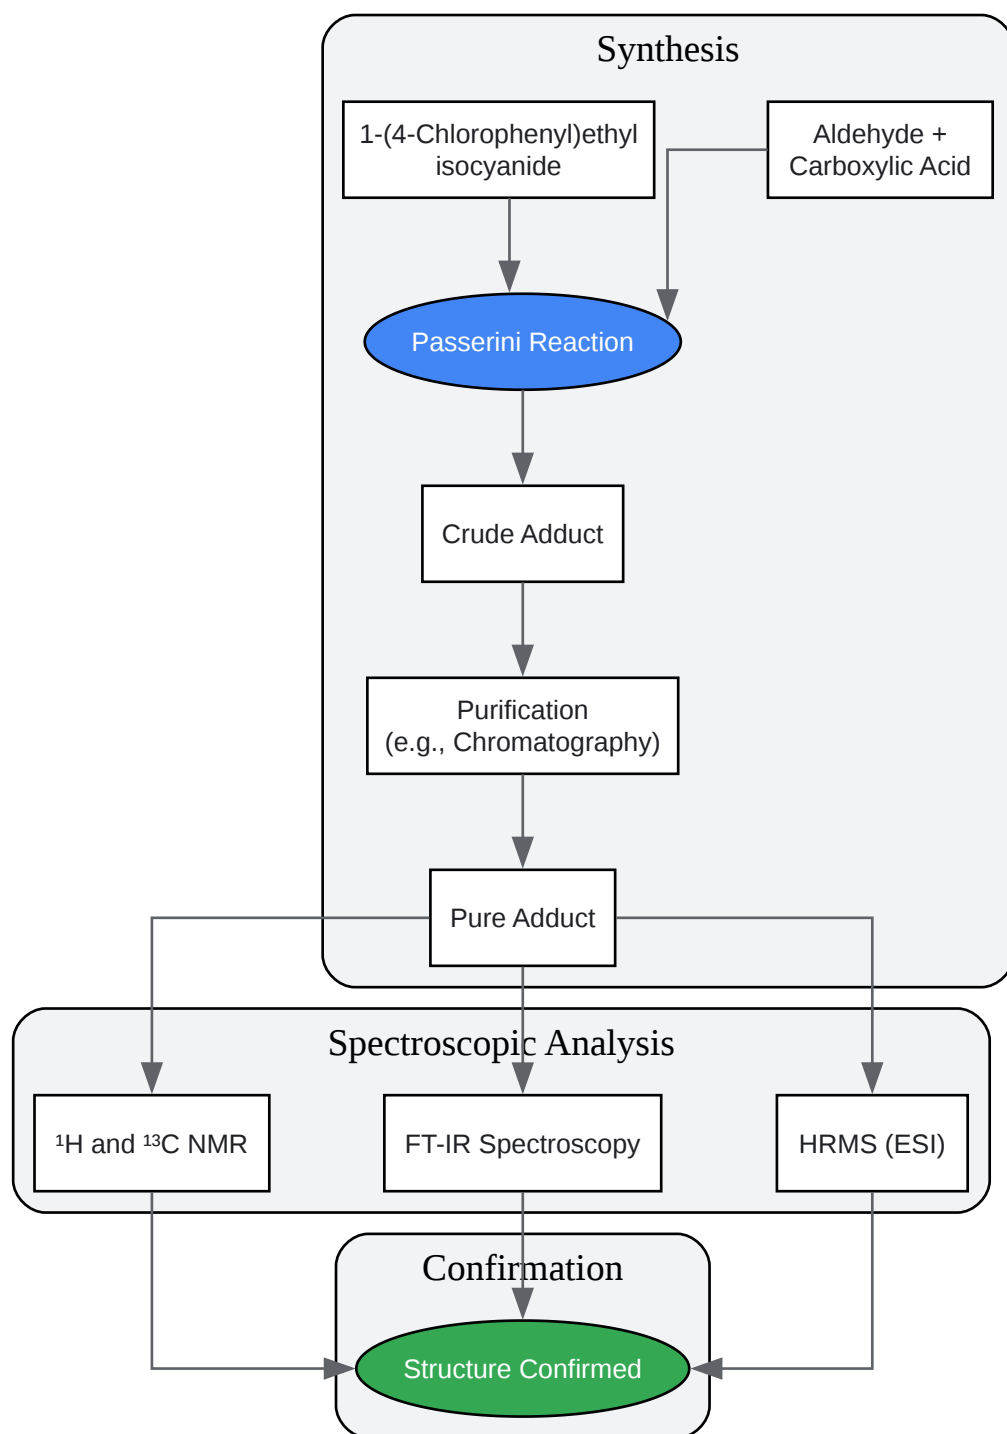 Synthesis
1-(4-Chlorophenyl)ethyl
isocyanide
Aldehyde +
Carboxylic Acid
Passerini Reaction
Crude Adduct
Purification
(e.g., Chromatography)
Pure Adduct
Spectroscopic Analysis
¹H and ¹³C NMR
FT-IR Spectroscopy
HRMS (ESI)
Confirmation
Structure Confirmed